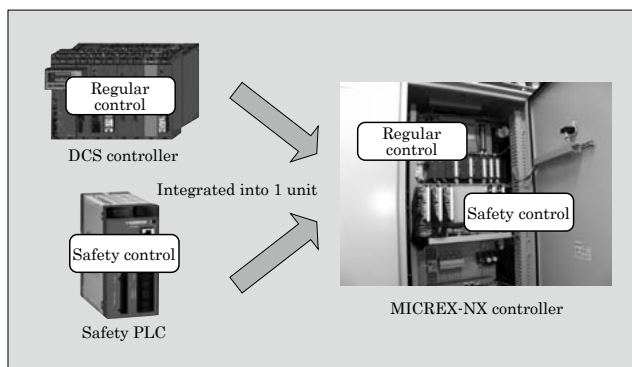 Regular
control
DCS controller
Integrated into 1 unit
Safety control
Safety PLC
Regular
control
Safety control
MICREX-NX controller